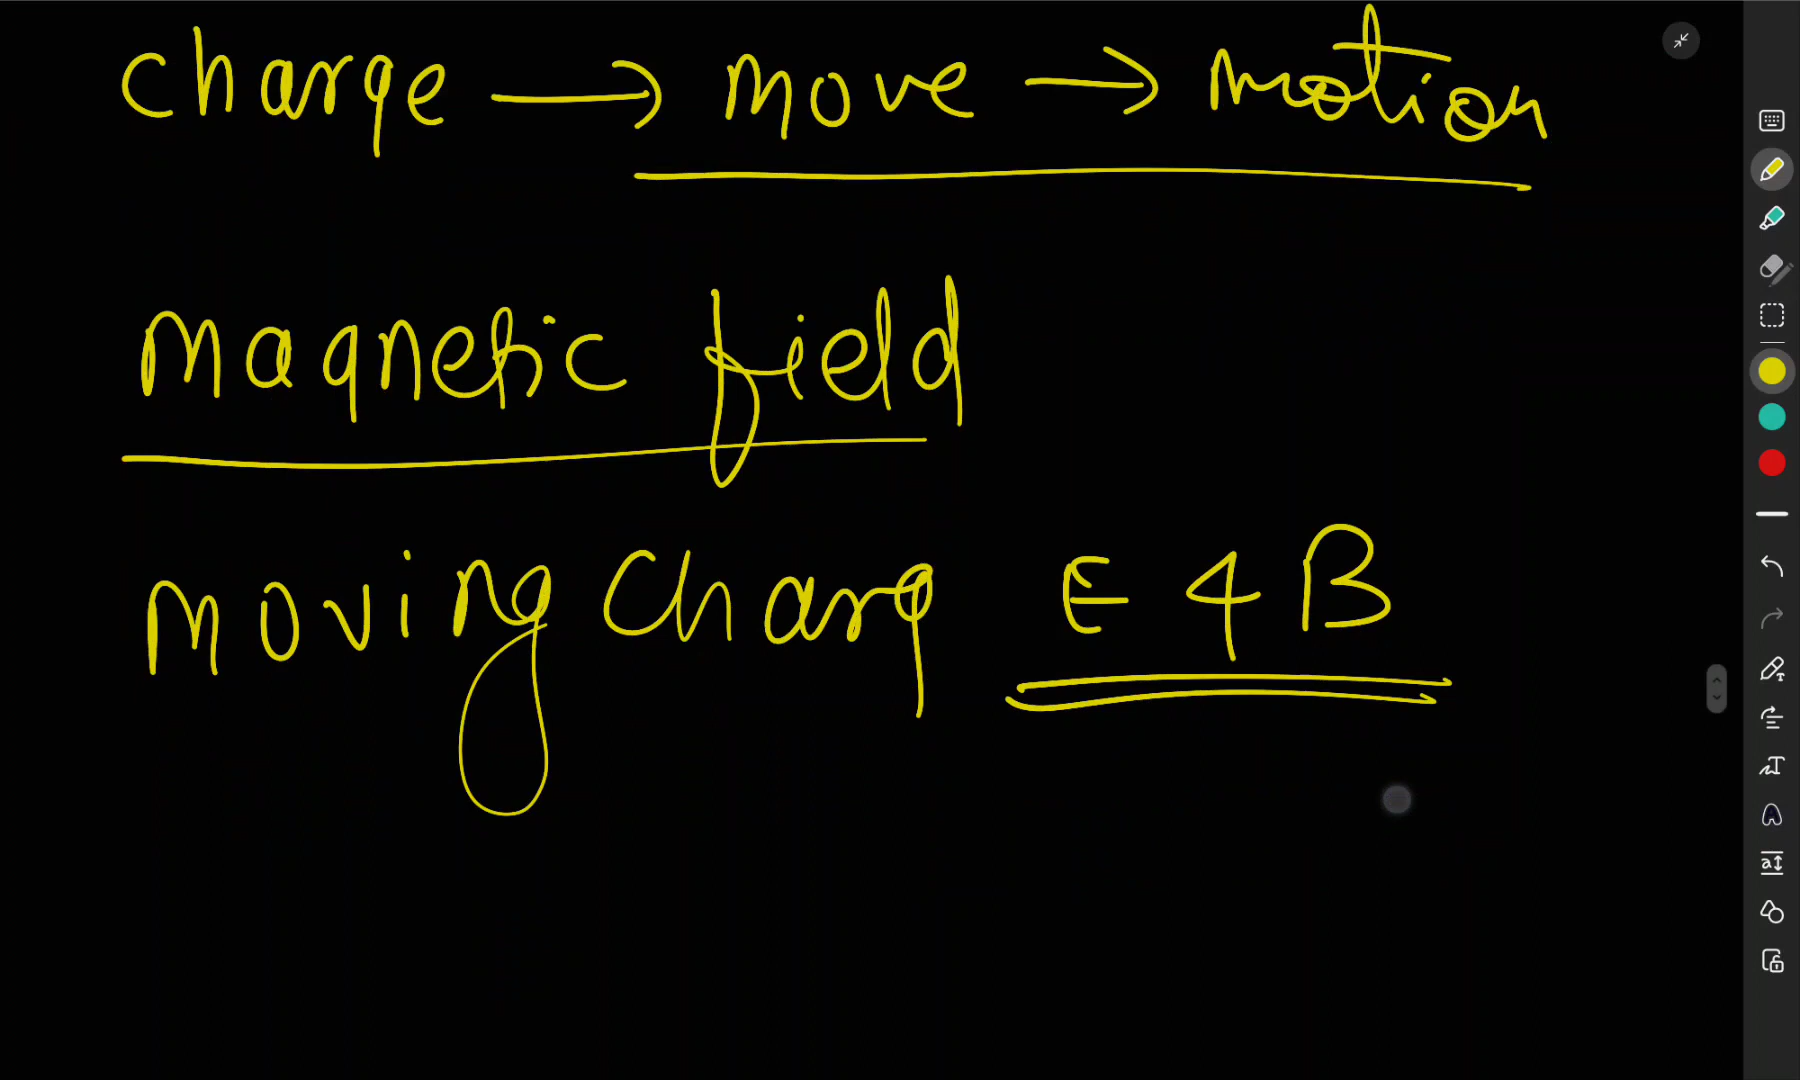 charge → move → motion
magnetic field
moving charg E 4 B